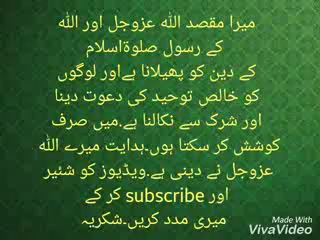 میرا مقصد اللہ عزوجل اور اللہ
کے رسول صلوۃاسلام
کے دین کو پھیلانا ہےاور لوگوں
کو خالص توحید کی دعوت دینا
اور شرک سے نکالنا ہے.میں صرف
کوشش کر سکتا ہوں.ہدایت میرے اللہ
عزوجل نے دینی ہے.ویڈیوز کو شئیر
اور subscribe کر کے
میری مدد کریں.شکریہ
Made With
VivaVideo